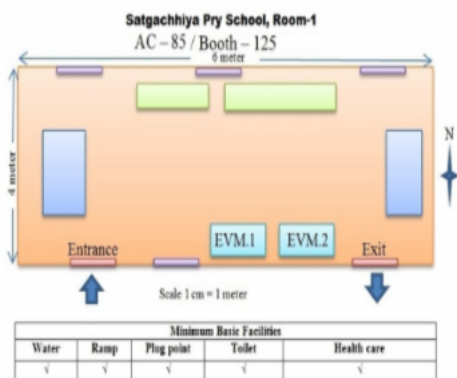 Satgachhiya Pry School, Room-1
AC – 85 / Booth – 125
6 meter
4 meter
N
EVM.1 EVM.2
Entrance Exit
Scale 1 cm = 1 meter
Minimum Basic Facilities
Water Ramp Plug point Toilet Health care
√ √ √ √ √